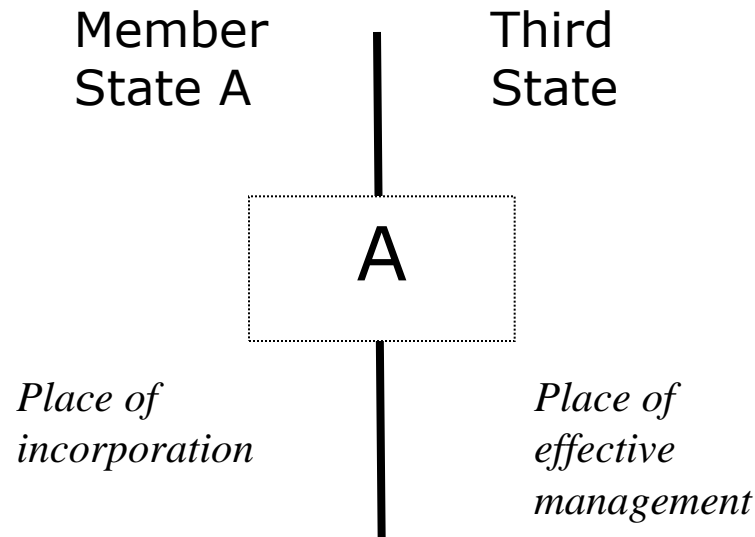 Member
State A
Third
State
A
Place of
incorporation
Place of
effective
management